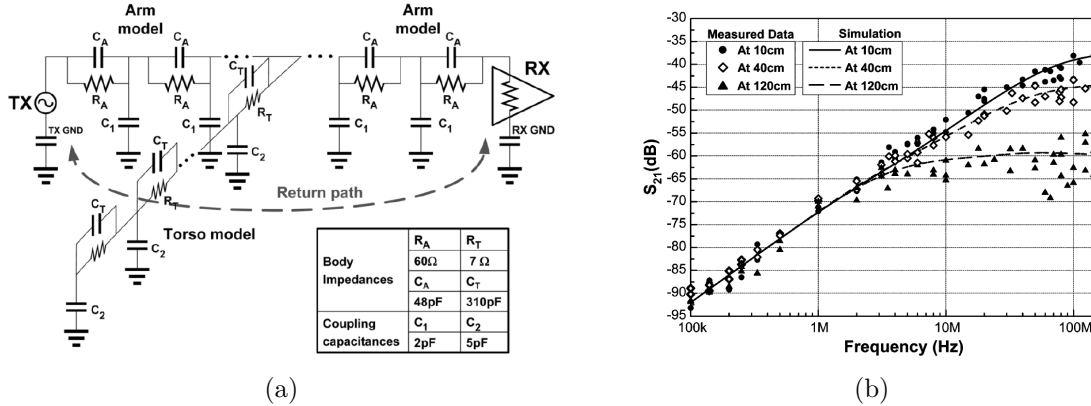 Arm
model
Arm
model
C_A
C_A
C_T
C_A
C_A
RX
TX
R_A
R_A
R_T
R_A
R_A
TX GND
C_1
C_1
C_2
C_1
C_1
RX GND
C_T
R_T
Return path
C_T
C_2
Torso model
C_2
R_A R_T
Body Impedances
60Ω 7 Ω
C_A C_T
48pF 310pF
Coupling capacitances
C_1 C_2
2pF 5pF
(a)
S_21(dB)
-30
-35
-40
-45
-50
-55
-60
-65
-70
-75
-80
-85
-90
-95
Measured Data Simulation
At 10cm At 10cm
At 40cm At 40cm
At 120cm At 120cm
100k 1M 10M 100M
Frequency (Hz)
(b)